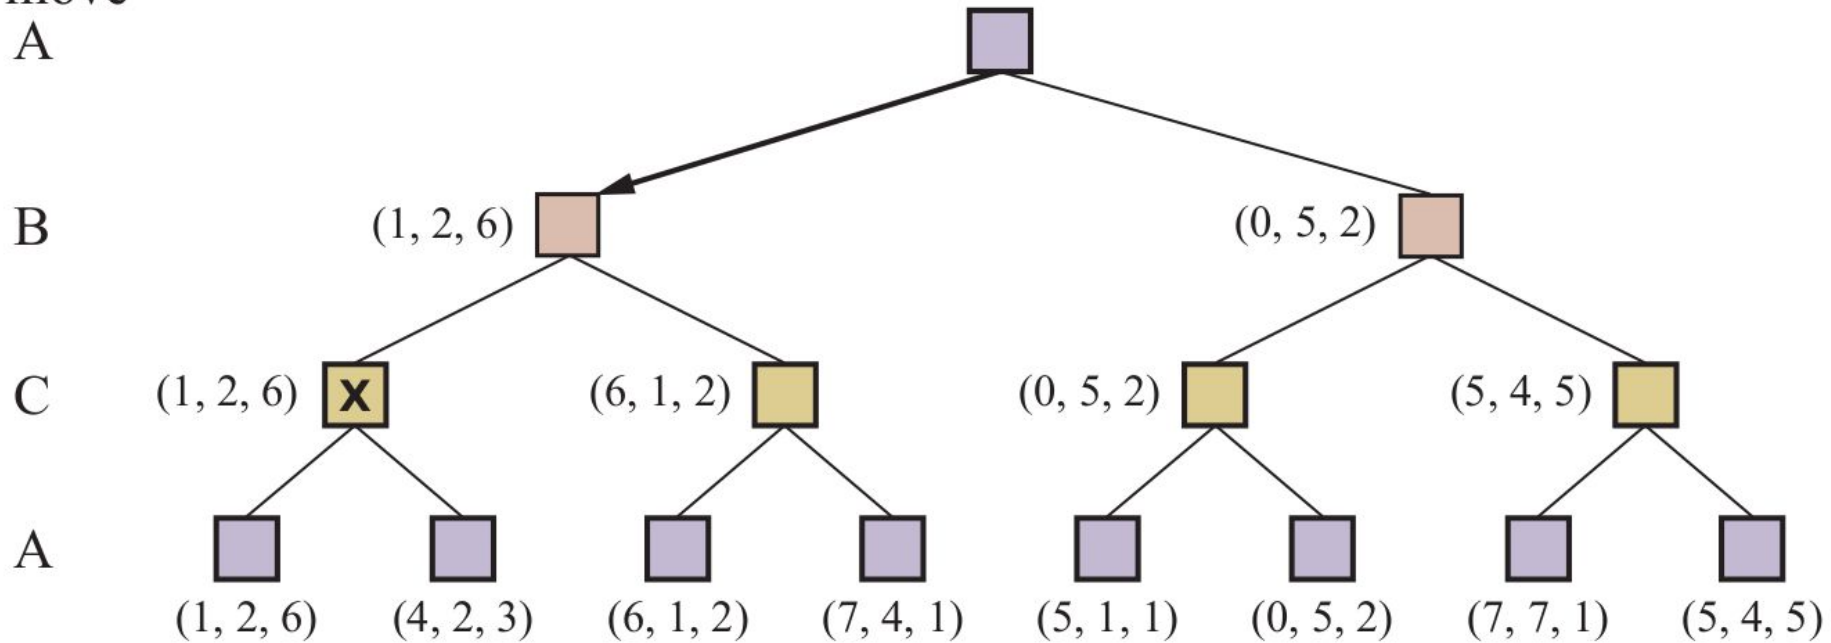 A
B (1, 2, 6) (0, 5, 2)
C (1, 2, 6) X (6, 1, 2) (0, 5, 2) (5, 4, 5)
A
(1, 2, 6) (4, 2, 3) (6, 1, 2) (7, 4, 1) (5, 1, 1) (0, 5, 2) (7, 7, 1) (5, 4, 5)